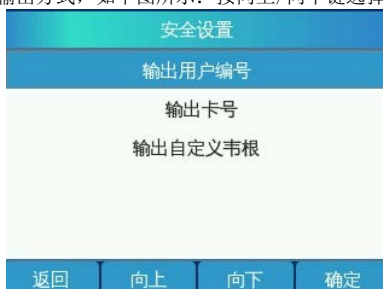 输出方式，如下图所示：按向上/向下键选择
安全设置
输出用户编号
输出卡号
输出自定义韦根
返回 向上 向下 确定